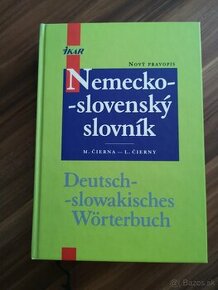 IKAR
NOVÝ PRAVOPIS
Nemecko-
-slovenský
slovník
M. ČIERNA – L. ČIERNY
Deutsch-
-slowakisches
Wörterbuch
bazos.sk